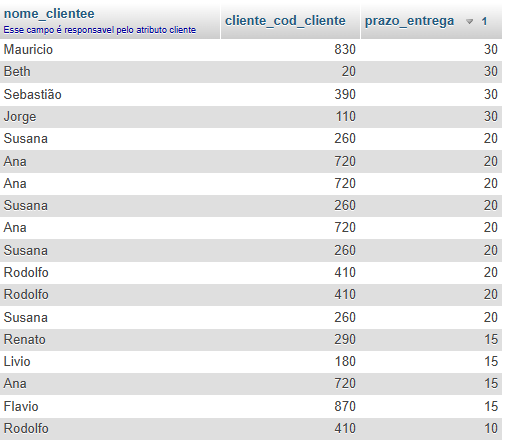 nome_clientee cliente_cod_cliente prazo_entrega 1
Esse campo é responsavel pelo atributo cliente
Mauricio 830 30
Beth 20 30
Sebastião 390 30
Jorge 110 30
Susana 260 20
Ana 720 20
Ana 720 20
Susana 260 20
Ana 720 20
Susana 260 20
Rodolfo 410 20
Rodolfo 410 20
Susana 260 20
Renato 290 15
Livio 180 15
Ana 720 15
Flavio 870 15
Rodolfo 410 10